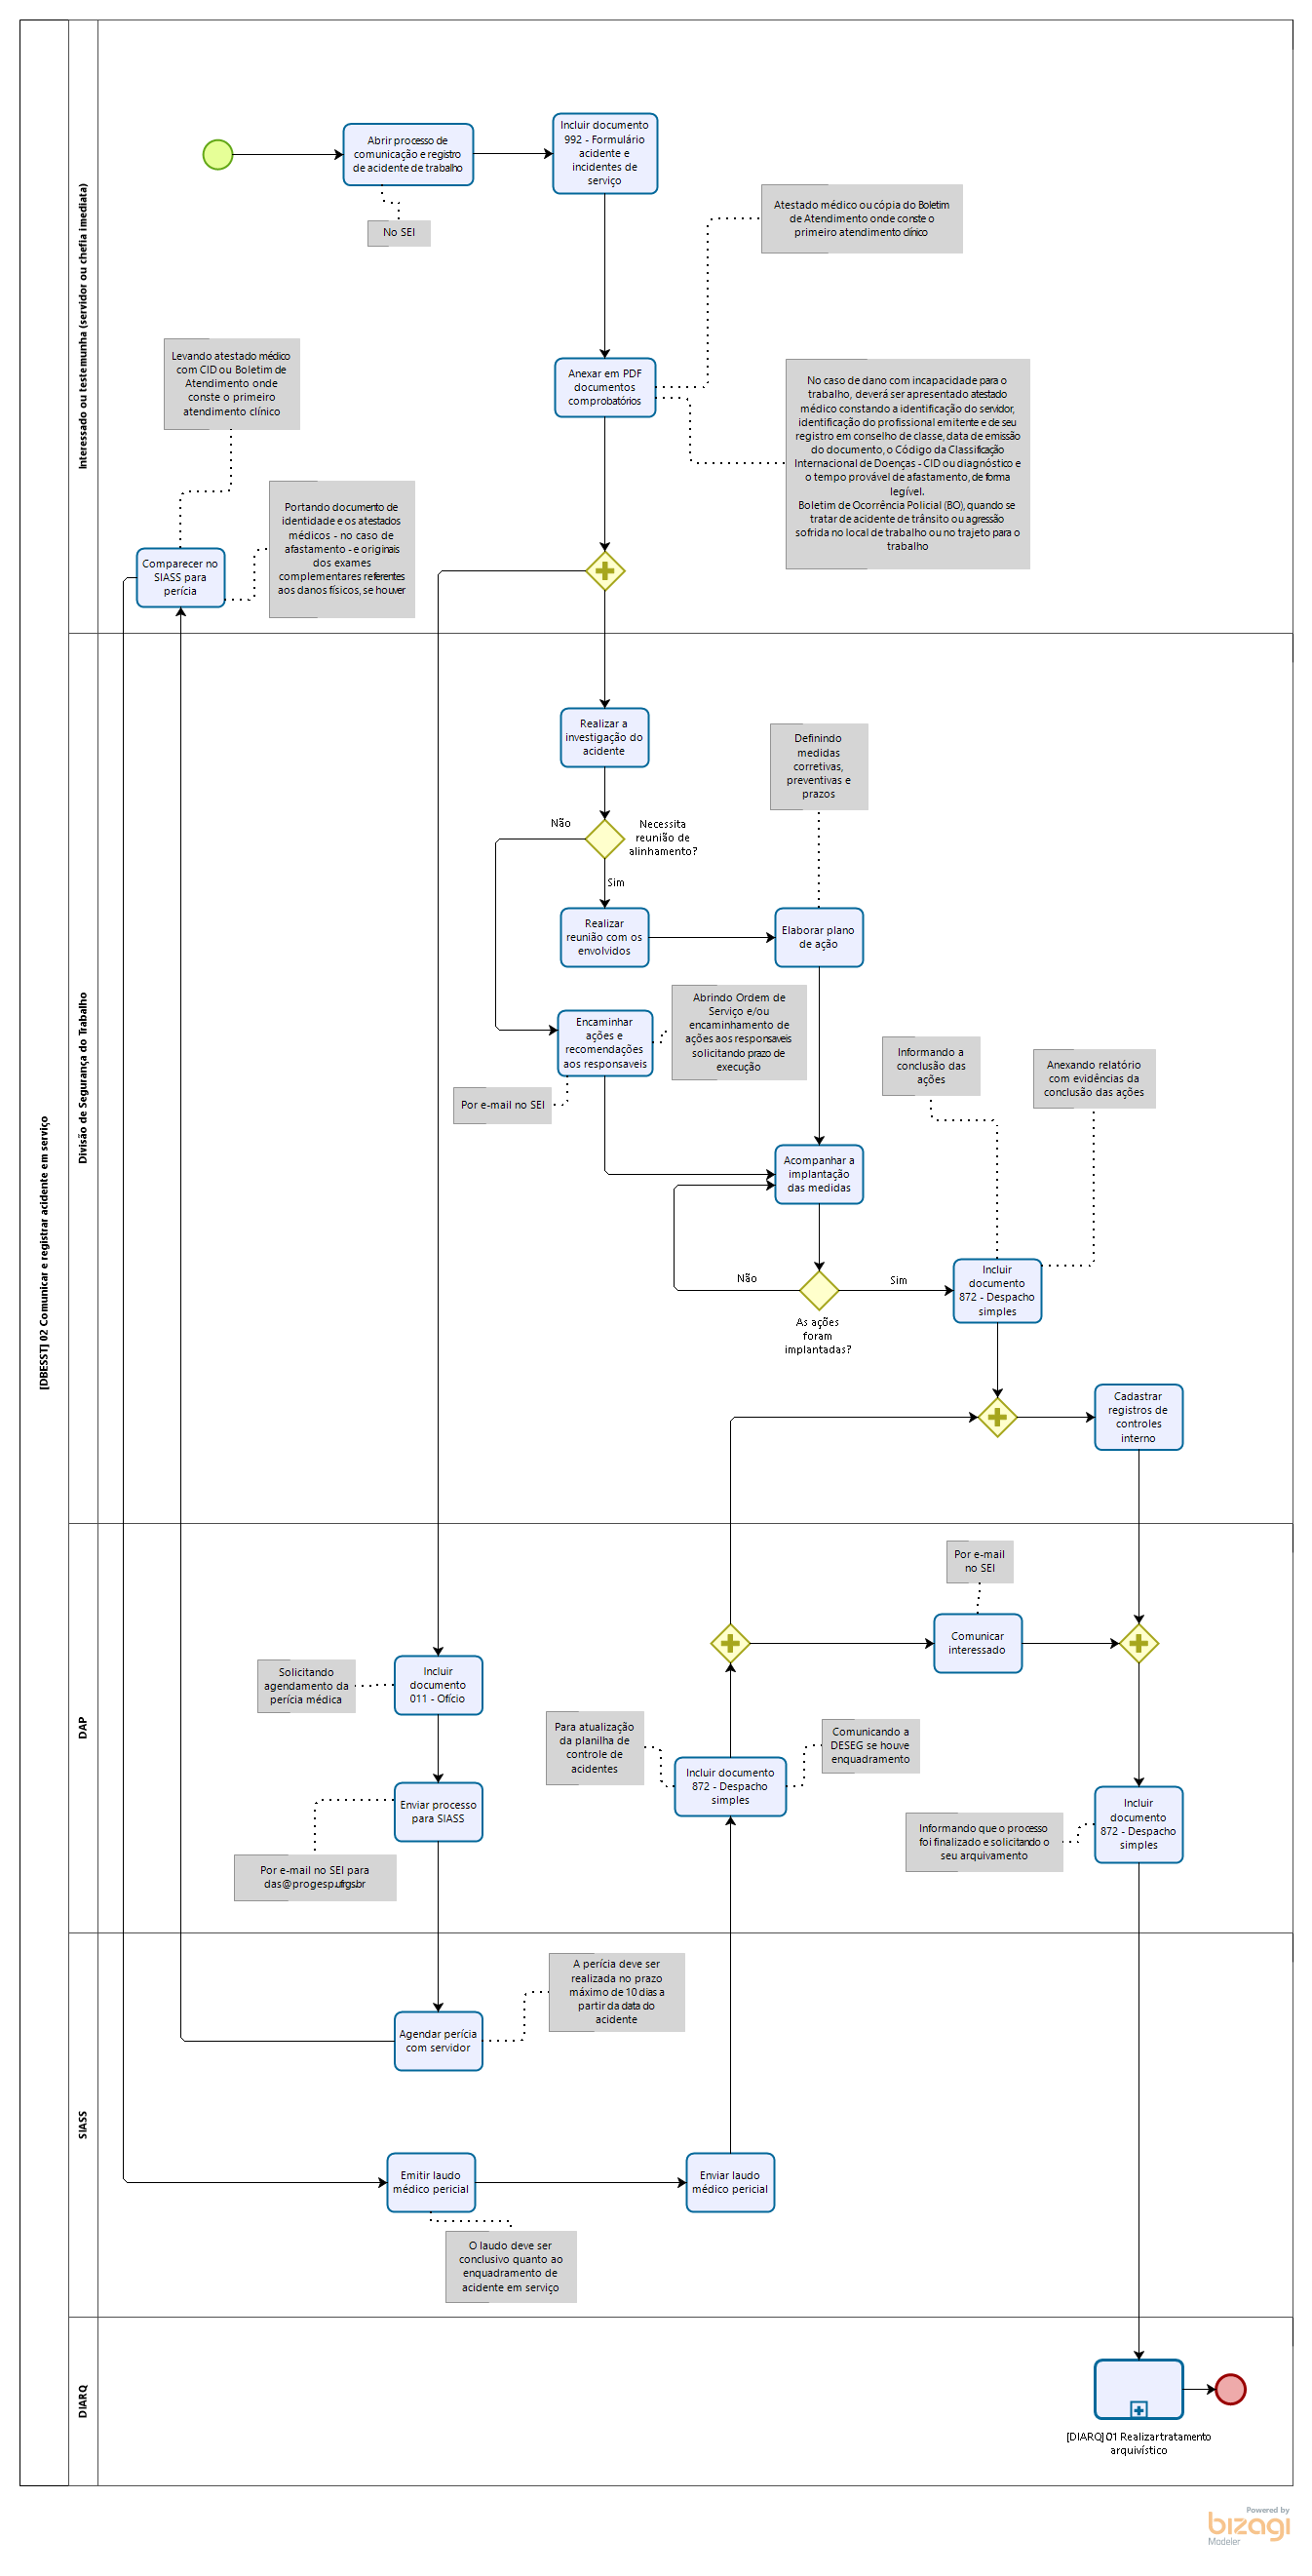 [DBESST] 02 Comunicar e registrar acidente em serviço
Interessado ou testemunha (servidor ou chefia imediata)
Abrir processo de
comunicação e registro
de acidente de trabalho
No SEI
Incluir documento
992 - Formulário
acidente e
incidentes de
serviço
Atestado médico ou cópia do Boletim
de Atendimento onde conste o
primeiro atendimento clínico
Anexar em PDF
documentos
comprobatórios
No caso de dano com incapacidade para o
trabalho, deverá ser apresentado atestado
médico constando a identificação do servidor,
identificação do profissional emitente e de seu
registro em conselho de classe, data de emissão
do documento, o Código da Classificação
Internacional de Doenças - CID ou diagnóstico e
o tempo provável de afastamento, de forma
legível.
Boletim de Ocorrência Policial (BO), quando se
tratar de acidente de trânsito ou agressão
sofrida no local de trabalho ou no trajeto para o
trabalho
Levando atestado médico
com CID ou Boletim de
Atendimento onde
conste o primeiro
atendimento clínico
Portando documento de
identidade e os atestados
médicos - no caso de
afastamento - e originais
dos exames
complementares referentes
aos danos físicos, se houver
Comparecer no
SIASS para
perícia
Divisão de Segurança do Trabalho
Realizar a
investigação do
acidente
Não
Necessita
reunião de
alinhamento?
Sim
Definindo
medidas
corretivas,
preventivas e
prazos
Realizar
reunião com os
envolvidos
Elaborar plano
de ação
Encaminhar
ações e
recomendações
aos responsaveis
Abrindo Ordem de
Serviço e/ou
encaminhamento de
ações aos responsaveis
solicitando prazo de
execução
Por e-mail no SEI
Informando a
conclusão das
ações
Anexando relatório
com evidências da
conclusão das ações
Acompanhar a
implantação
das medidas
Não
As ações
foram
implantadas?
Sim
Incluir
documento
872 - Despacho
simples
Cadastrar
registros de
controles
interno
DAP
Por e-mail
no SEI
Comunicar
interessado
Solicitando
agendamento da
perícia médica
Incluir
documento
011 - Ofício
Para atualização
da planilha de
controle de
acidentes
Incluir documento
872 - Despacho
simples
Comunicando a
DESEG se houve
enquadramento
Enviar processo
para SIASS
Por e-mail no SEI para
das@progesp.ufrgs.br
Informando que o processo
foi finalizado e solicitando o
seu arquivamento
Incluir
documento
872 - Despacho
simples
SIASS
A perícia deve ser
realizada no prazo
máximo de 10 dias a
partir da data do
acidente
Agendar perícia
com servidor
Emitir laudo
médico pericial
Enviar laudo
médico pericial
O laudo deve ser
conclusivo quanto ao
enquadramento de
acidente em serviço
DIARQ
[DIARQ] 01 Realizar tratamento
arquivístico
Powered by
bizagi
Modeler